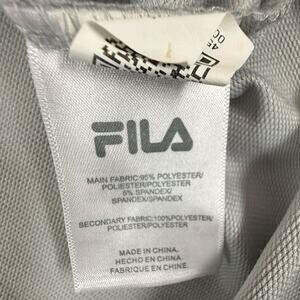 FILA
MAIN FABRIC:95% POLYESTER/
POLIESTER/POLYESTER
5% SPANDEX/
SPANDEX/SPANDEX
SECONDARY FABRIC:100%POLYESTER/
POLIESTER/POLYESTER
MADE IN CHINA.
HECHO EN CHINA.
FABRIQUE EN CHINE.